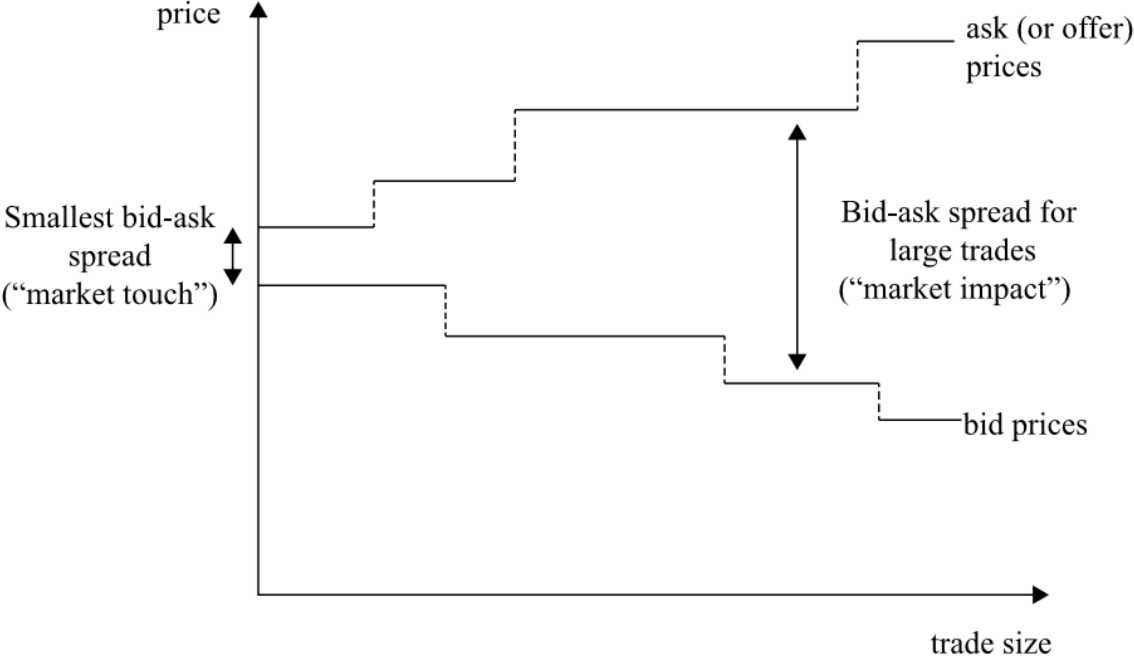 price
ask (or offer)
prices
Smallest bid-ask
spread
(“market touch”)
Bid-ask spread for
large trades
(“market impact”)
bid prices
trade size